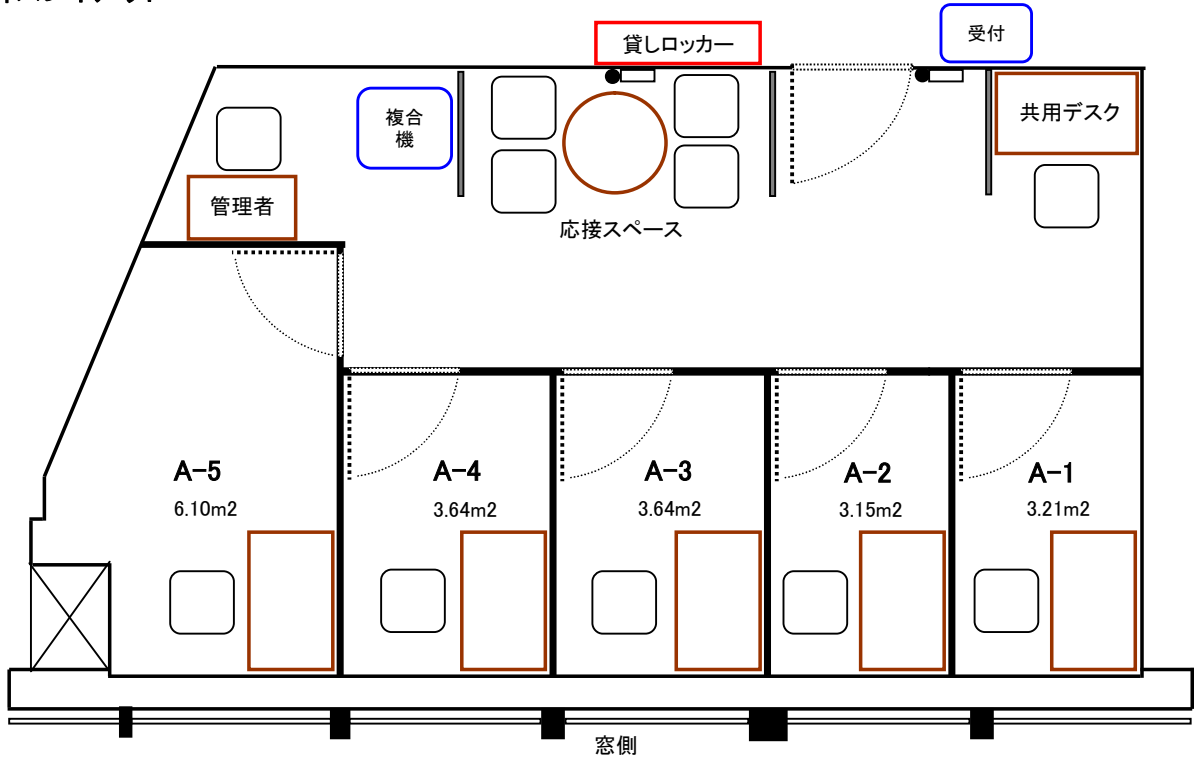 受付
貸しロッカー
共用デスク
複合
機
管理者
応接スペース
A-5
6.10m2
A-4
3.64m2
A-3
3.64m2
A-2
3.15m2
A-1
3.21m2
窓側